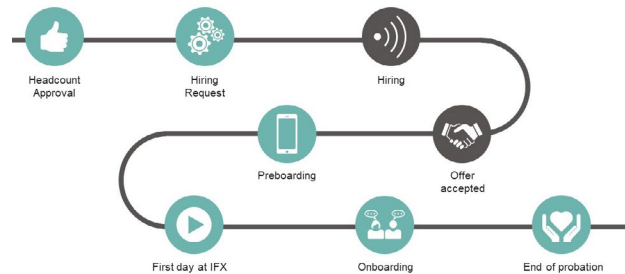 Headcount
Approval
Hiring
Request
Hiring
Offer
accepted
Preboarding
First day at IFX
Onboarding
End of probation